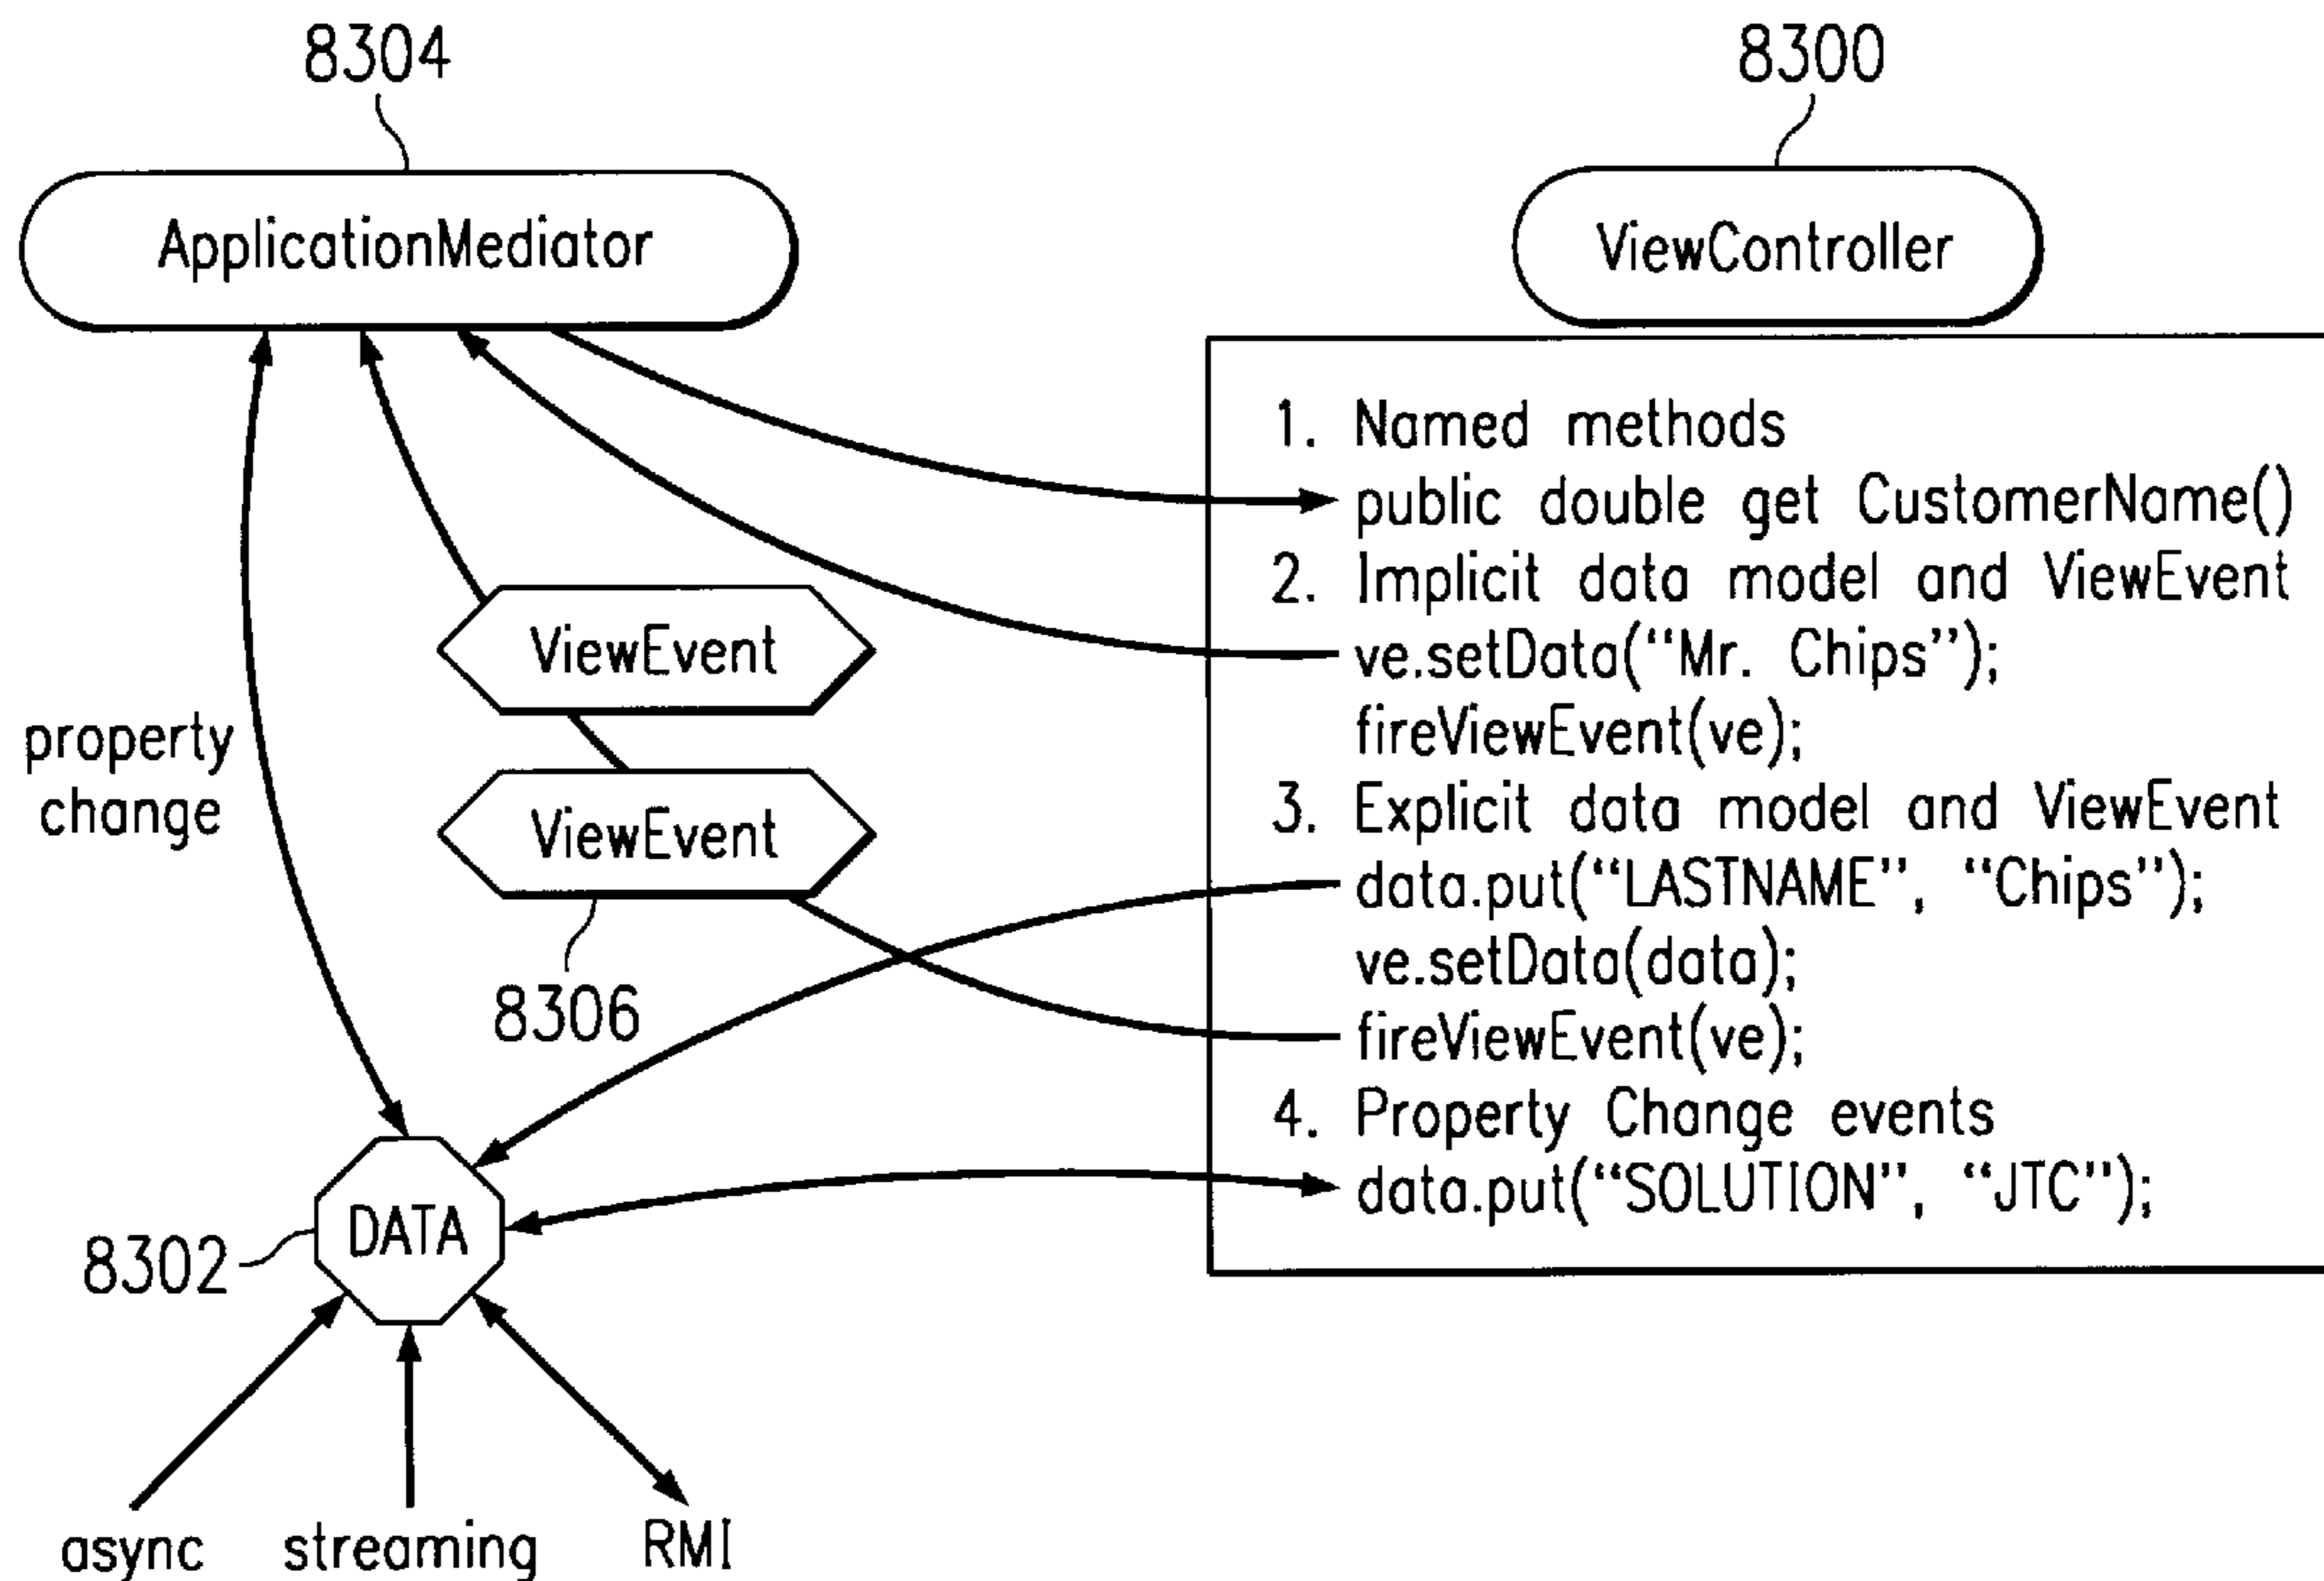 8304
8300
ApplicationMediator
ViewController
1. Named methods
public double get CustomerName()
2. Implicit data model and ViewEvent
ve.setData(“Mr. Chips”);
fireViewEvent(ve);
3. Explicit data model and ViewEvent
data.put(“LASTNAME”, “Chips”);
ve.setData(data);
fireViewEvent(ve);
4. Property Change events
data.put(“SOLUTION”, “JTC”);
ViewEvent
property
change
ViewEvent
8306
DATA
8302
async
streaming
RMI